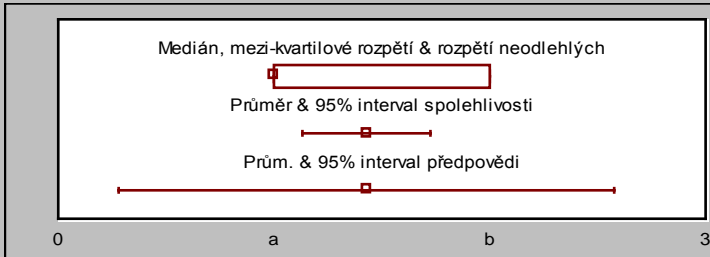 Medián, mezi-kvartilové rozpětí & rozpětí neodlehlých
Průměr & 95% interval spolehlivosti
Prům. & 95% interval předpovědi
0 a b 3